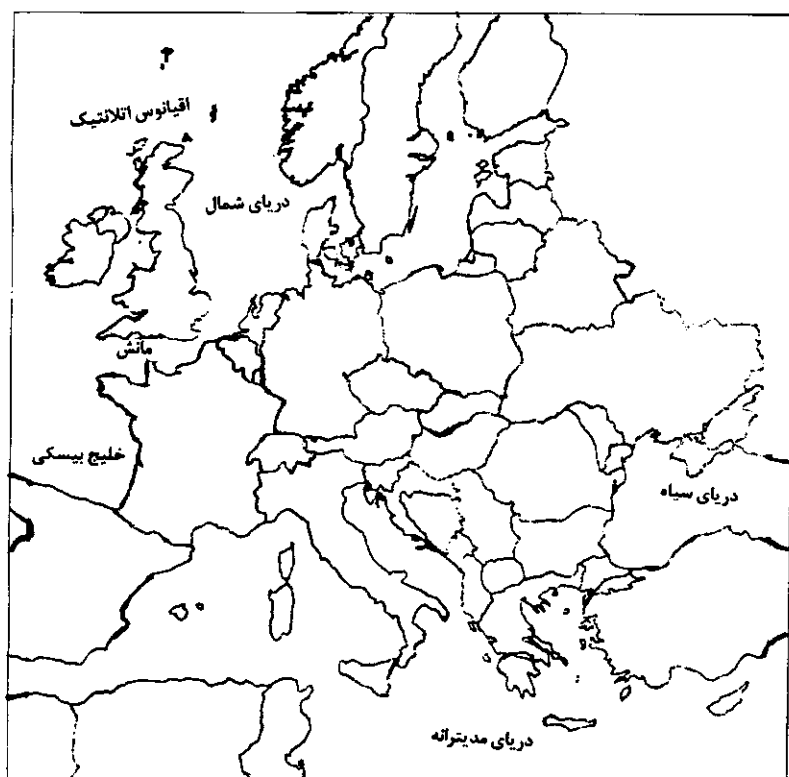 اقیانوس اتلانتیک
دریای شمال
مانش
خلیج بیسکی
دریای سیاه
دریای مدیترانه